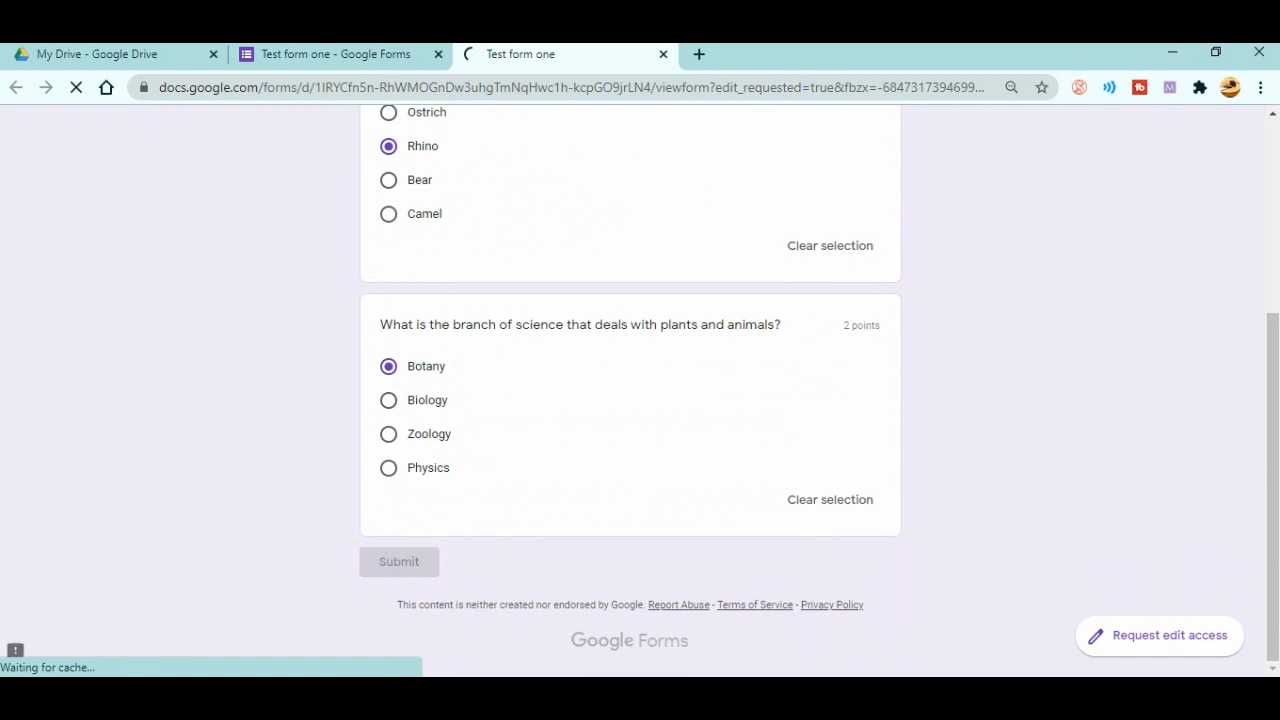 My Drive - Google Drive
Test form one - Google Forms
Test form one
docs.google.com/forms/d/1IRYCfn5n-RhWMOGrDw3uhgTmNqHwc1h-kcpGO9jrLN4/viewform?edit_requested=true&fbzx=-6847317394699...
Ostrich
Rhino
Bear
Camel
Clear selection
What is the branch of science that deals with plants and animals?
2 points
Botany
Biology
Zoology
Physics
Clear selection
Submit
This content is neither created nor endorsed by Google. Report Abuse - Terms of Service - Privacy Policy
Google Forms
Request edit access
Waiting for cache...